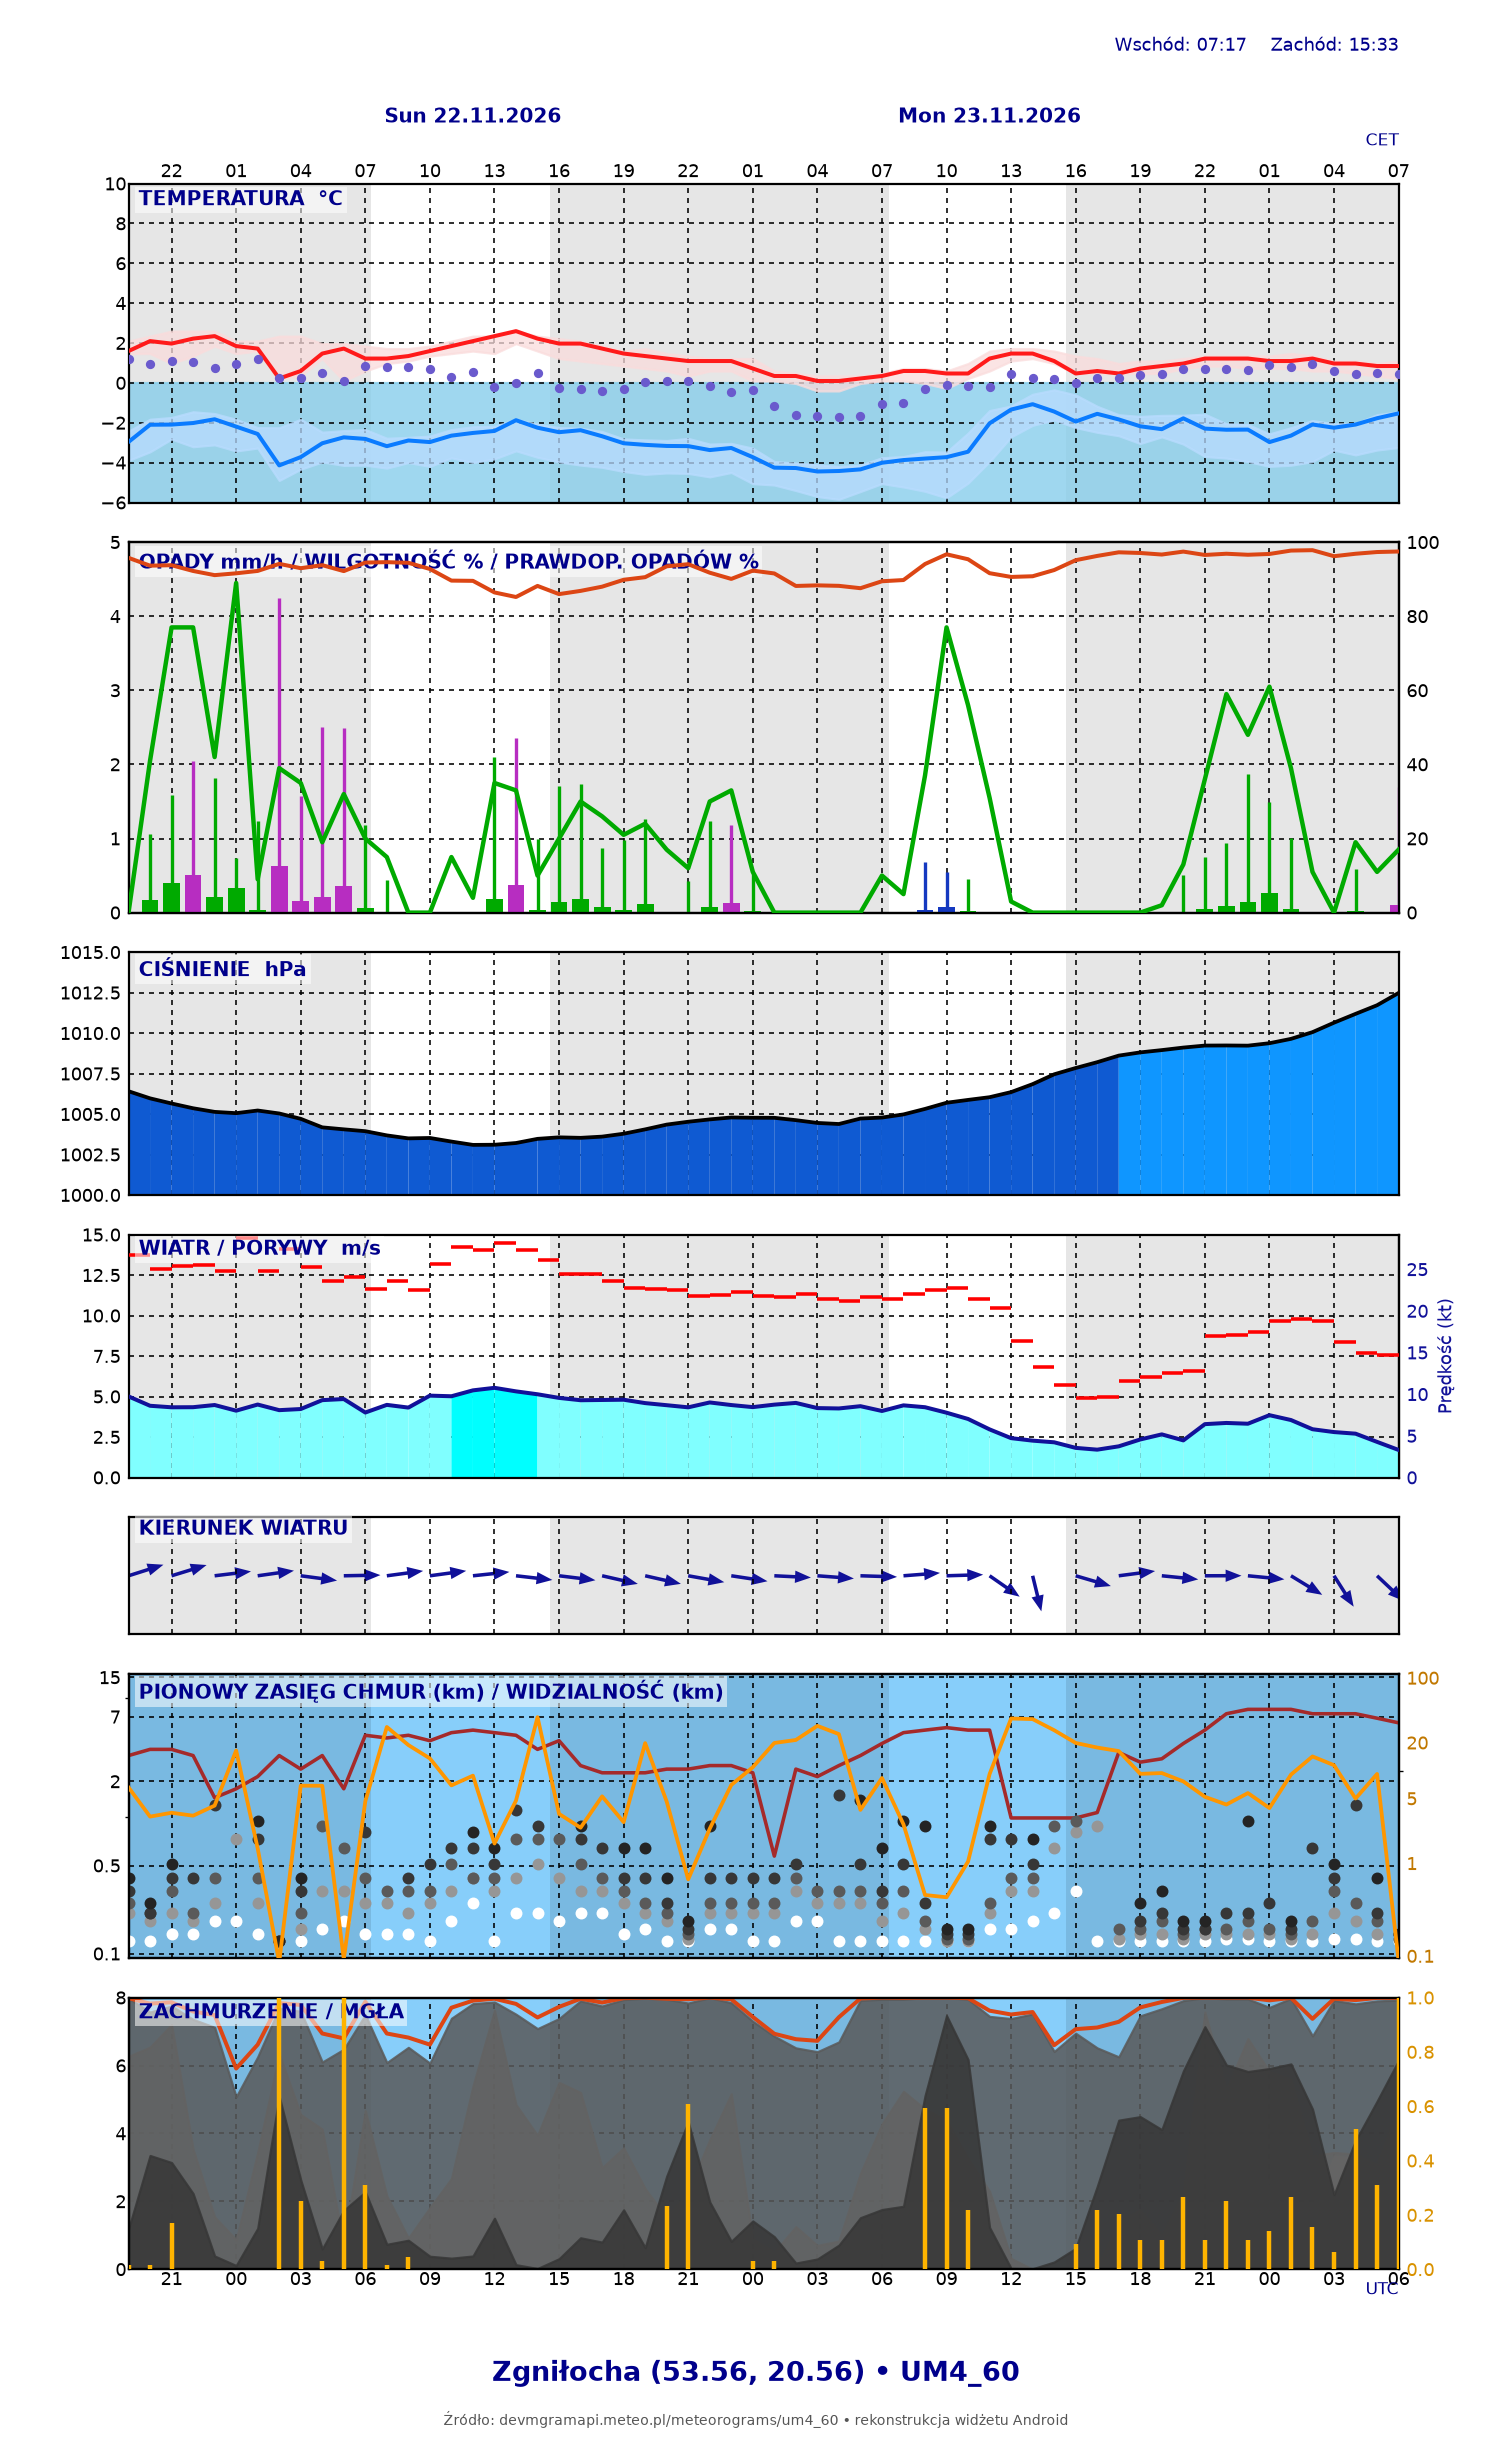 Wschód: 07:17 Zachód: 15:33
Sun 22.11.2026 Mon 23.11.2026
CET
22 01 04 07 10 13 16 19 22 01 04 07 10 13 16 19 22 01 04 07
TEMPERATURA °C
10
8
6
4
2
0
−2
−4
−6
OPADY mm/h / WILGOTNOŚĆ % / PRAWDOP. OPADÓW %
5 100
4 80
3 60
2 40
1 20
0 0
CIŚNIENIE hPa
1015.0
1012.5
1010.0
1007.5
1005.0
1002.5
1000.0
WIATR / PORYWY m/s
15.0
12.5 25
10.0 20
7.5 15
5.0 10
2.5 5
0.0 0
Prędkość (kt)
KIERUNEK WIATRU
PIONOWY ZASIĘG CHMUR (km) / WIDZIALNOŚĆ (km)
15 100
7 20
2 5
0.5 1
0.1 0.1
ZACHMURZENIE / MGŁA
8 1.0
6 0.8
0.6
4 0.4
2 0.2
0 0.0
21 00 03 06 09 12 15 18 21 00 03 06 09 12 15 18 21 00 03 06
UTC
Zgniłocha (53.56, 20.56) • UM4_60
Źródło: devmgramapi.meteo.pl/meteorograms/um4_60 • rekonstrukcja widżetu Android